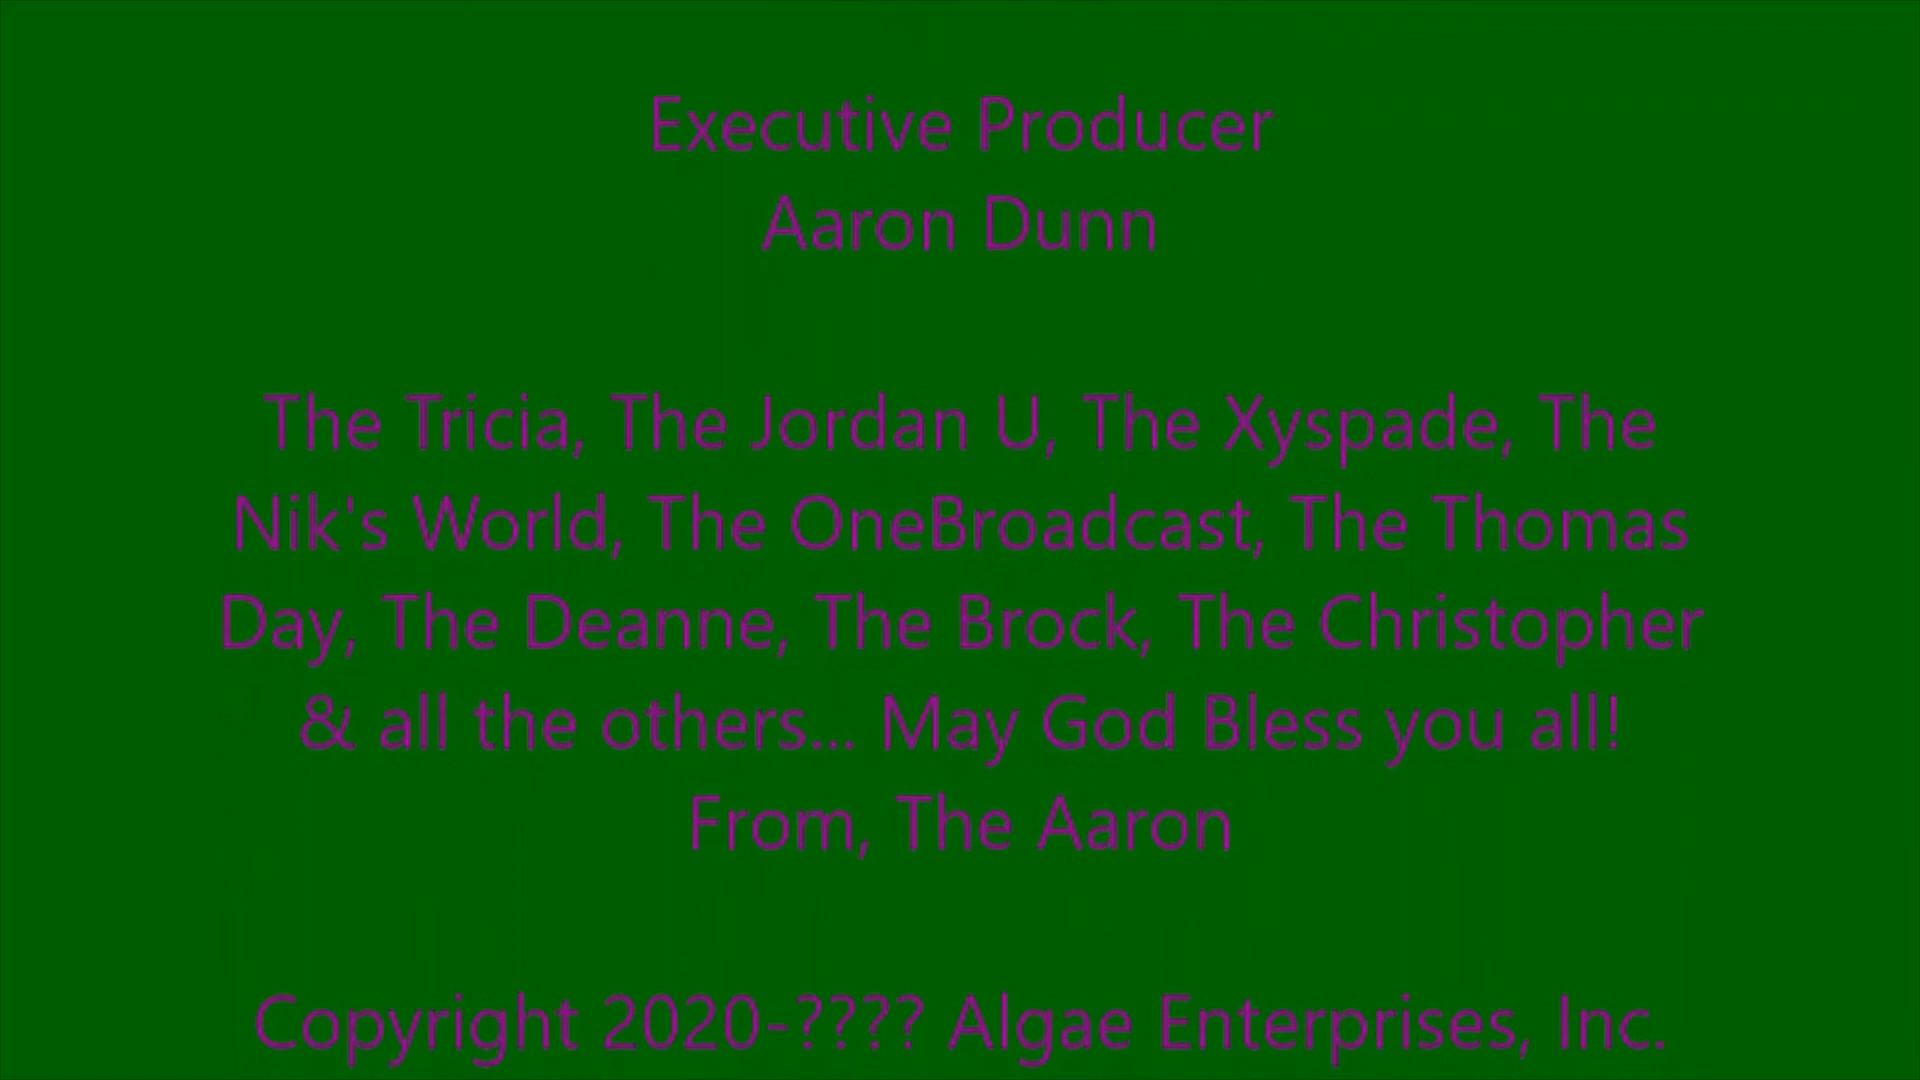 Executive Producer
Aaron Dunn
The Tricia, The Jordan U, The Xyspade, The
Nik's World, The OneBroadcast, The Thomas
Day, The Deanne, The Brock, The Christopher
& all the others... May God Bless you all!
From, The Aaron
Copyright 2020-???? Algae Enterprises, Inc.